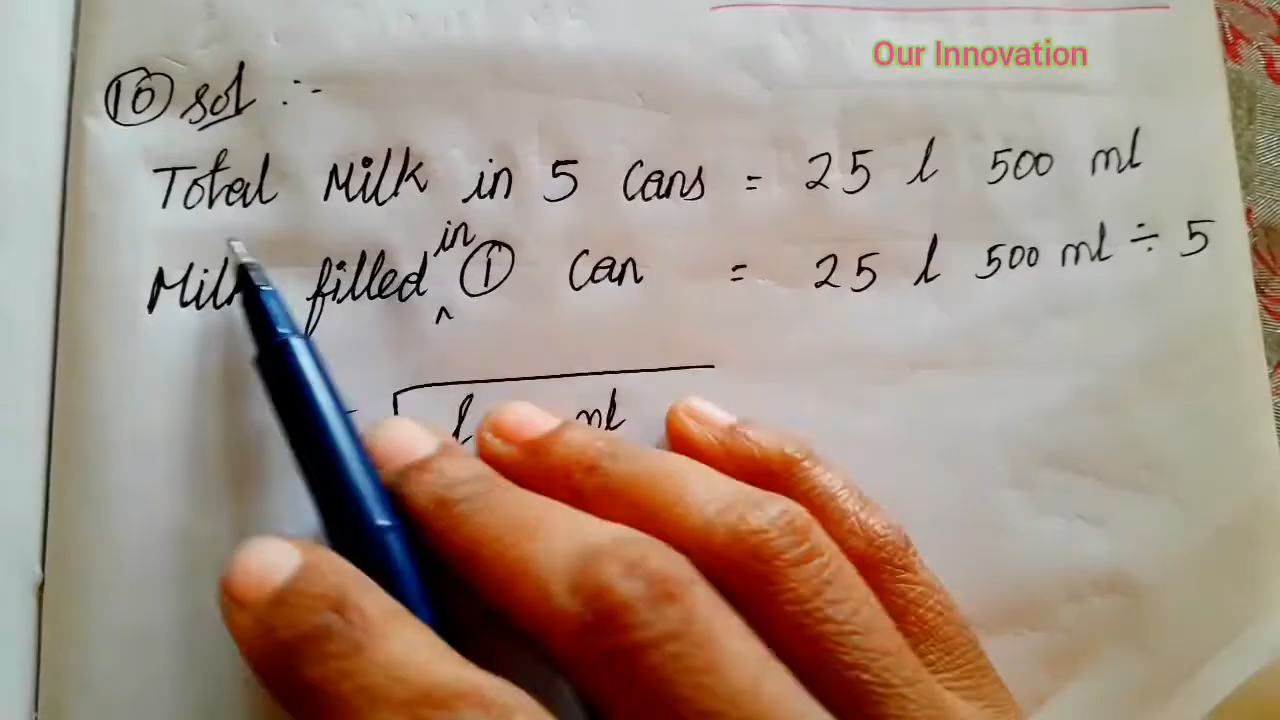 Our Innovation
10 sol :-
Total Milk in 5 Cans = 25 l 500 ml
Milk filled in ① Can = 25 l 500 ml ÷ 5
l ml